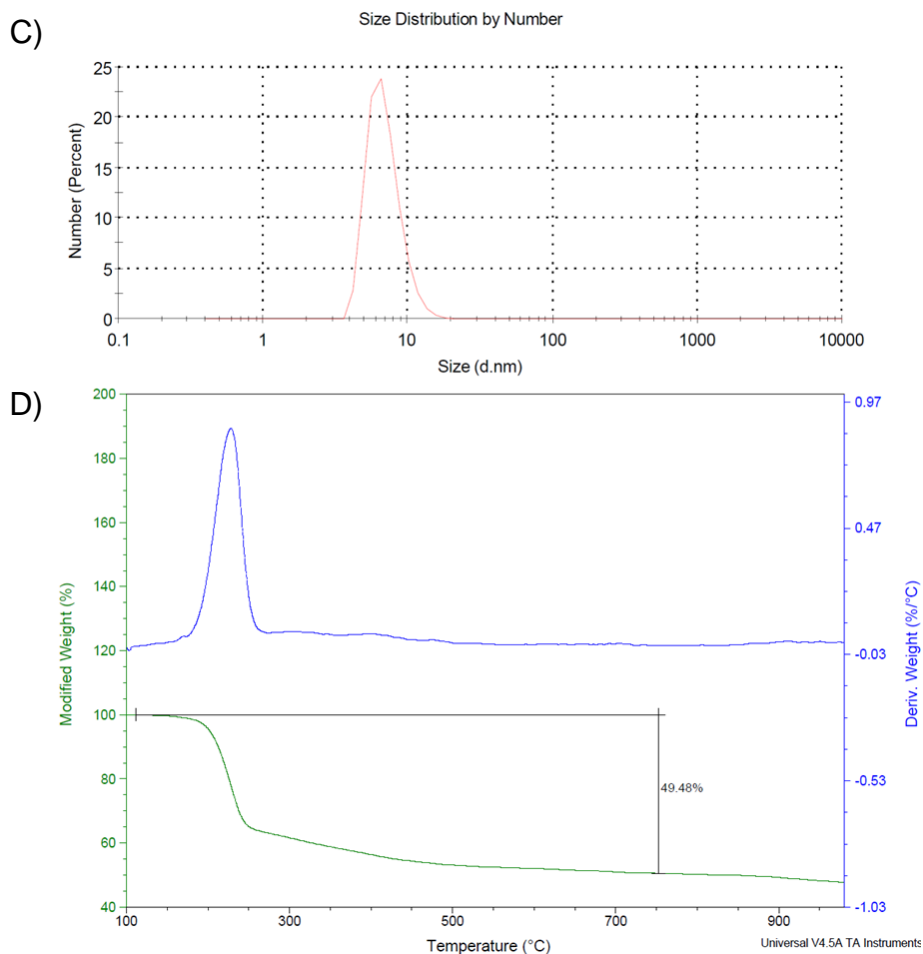 C)
Size Distribution by Number
25
20
15
10
5
0
Number (Percent)
0.1 1 10 100 1000 10000
Size (d.nm)
D)
200
180
160
140
120
100
80
60
40
Modified Weight (%)
49.48%
0.97
0.47
-0.03
-0.53
-1.03
Deriv. Weight (%/°C)
100 300 500 700 900
Temperature (°C)
Universal V4.5A TA Instruments